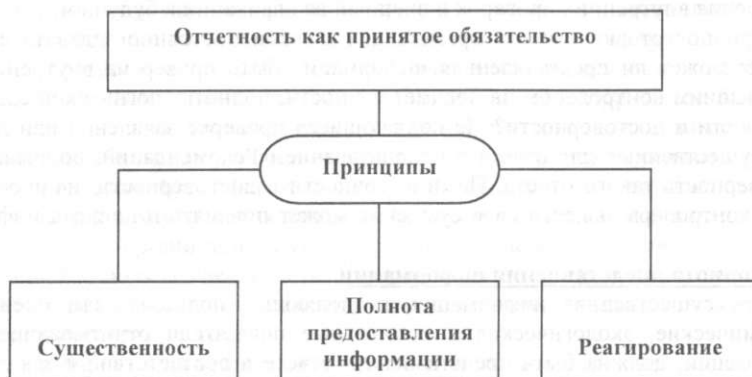 Отчетность как принятое обязательство
Принципы
Существенность
Полнота
предоставления
информации
Реагирование